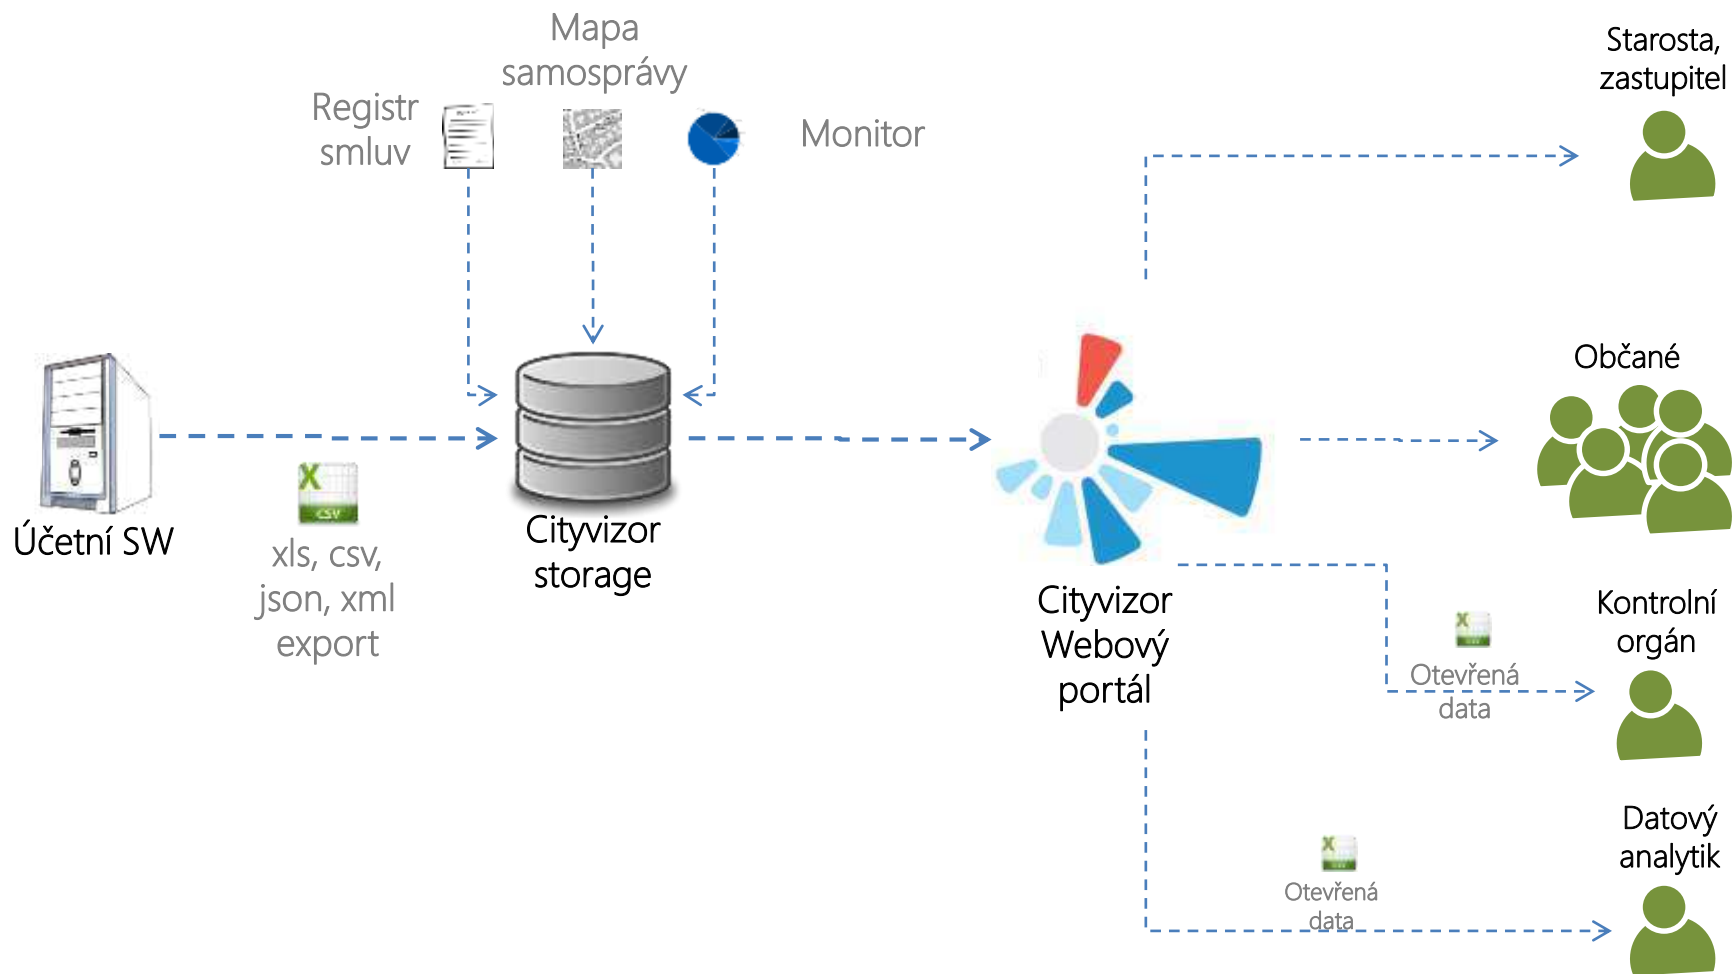 Mapa
samosprávy
Registr
smluv
Monitor
Starosta,
zastupitel
Občané
Účetní SW
CSV
xls, csv,
json, xml
export
Cityvizor
storage
Cityvizor
Webový
portál
Kontrolní
orgán
Otevřená
data
Datový
analytik
Otevřená
data